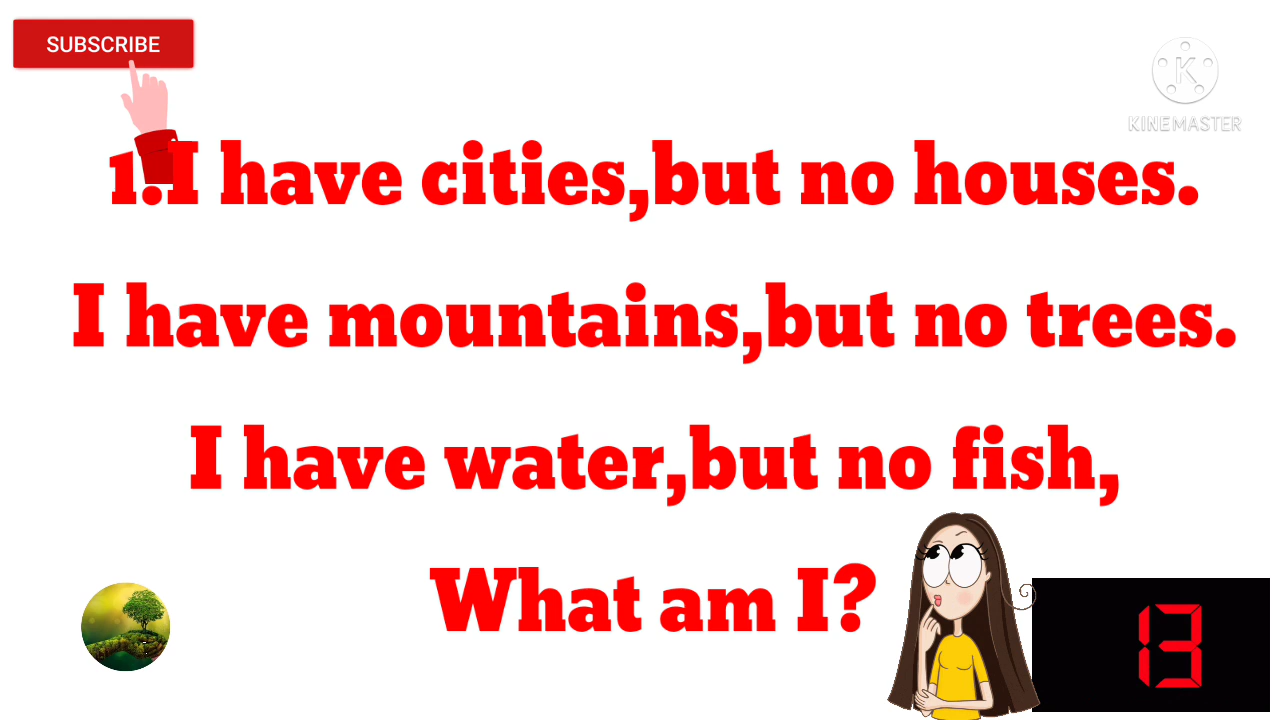 SUBSCRIBE
K
KINEMASTER
1.I have cities,but no houses.
I have mountains,but no trees.
I have water,but no fish,
What am I?
13